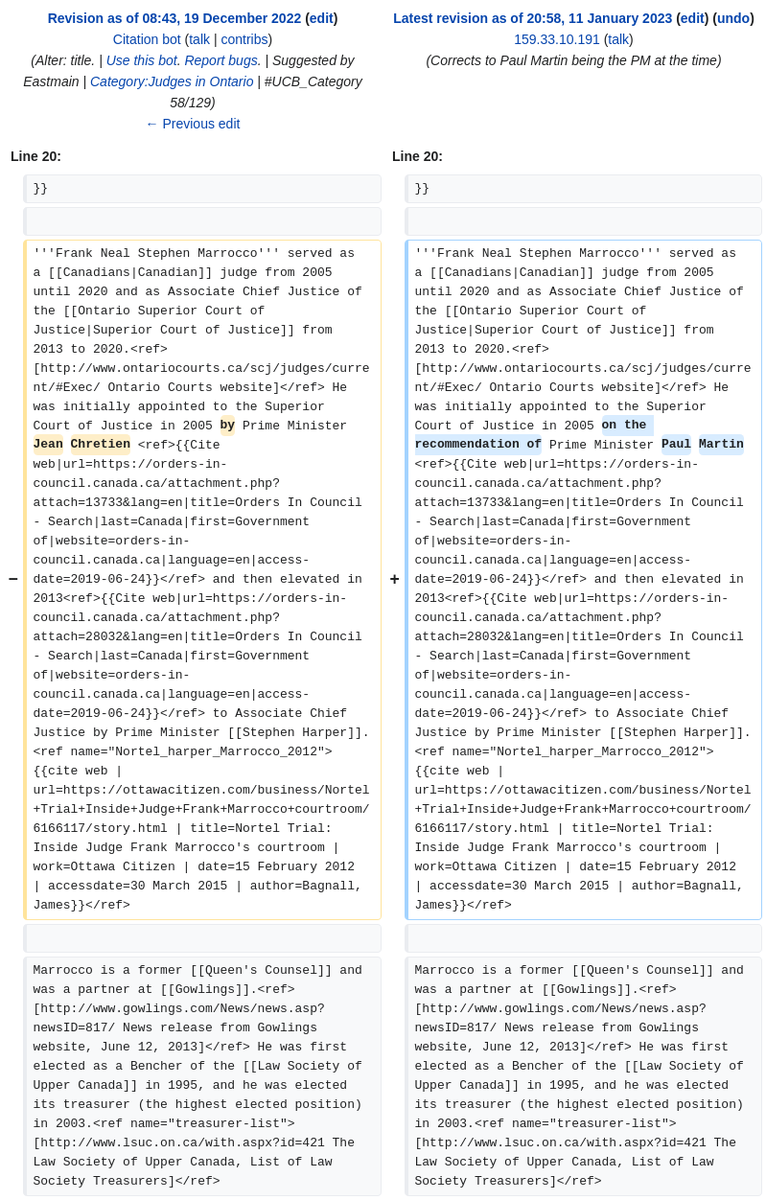 Revision as of 08:43, 19 December 2022 (edit)
Citation bot (talk | contribs)
(Alter: title. | Use this bot. Report bugs. | Suggested by
Eastmain | Category:Judges in Ontario | #UCB_Category
58/129)
← Previous edit
Latest revision as of 20:58, 11 January 2023 (edit) (undo)
159.33.10.191 (talk)
(Corrects to Paul Martin being the PM at the time)
Line 20:
Line 20:
}}
}}
−
'''Frank Neal Stephen Marrocco''' served as
a [[Canadians|Canadian]] judge from 2005
until 2020 and as Associate Chief Justice of
the [[Ontario Superior Court of
Justice|Superior Court of Justice]] from
2013 to 2020.<ref>
[http://www.ontariocourts.ca/scj/judges/curre
nt/#Exec/ Ontario Courts website]</ref> He
was initially appointed to the Superior
Court of Justice in 2005 by Prime Minister
Jean Chretien <ref>{{Cite
web|url=https://orders-in-
council.canada.ca/attachment.php?
attach=13733&lang=en|title=Orders In Council
- Search|last=Canada|first=Government
of|website=orders-in-
council.canada.ca|language=en|access-
date=2019-06-24}}</ref> and then elevated in
2013<ref>{{Cite web|url=https://orders-in-
council.canada.ca/attachment.php?
attach=28032&lang=en|title=Orders In Council
- Search|last=Canada|first=Government
of|website=orders-in-
council.canada.ca|language=en|access-
date=2019-06-24}}</ref> to Associate Chief
Justice by Prime Minister [[Stephen Harper]].
<ref name="Nortel_harper_Marrocco_2012">
{{cite web |
url=https://ottawacitizen.com/business/Nortel
+Trial+Inside+Judge+Frank+Marrocco+courtroom/
6166117/story.html | title=Nortel Trial:
Inside Judge Frank Marrocco's courtroom |
work=Ottawa Citizen | date=15 February 2012
| accessdate=30 March 2015 | author=Bagnall,
James}}</ref>
+
'''Frank Neal Stephen Marrocco''' served as
a [[Canadians|Canadian]] judge from 2005
until 2020 and as Associate Chief Justice of
the [[Ontario Superior Court of
Justice|Superior Court of Justice]] from
2013 to 2020.<ref>
[http://www.ontariocourts.ca/scj/judges/curre
nt/#Exec/ Ontario Courts website]</ref> He
was initially appointed to the Superior
Court of Justice in 2005 on the
recommendation of Prime Minister Paul Martin
<ref>{{Cite web|url=https://orders-in-
council.canada.ca/attachment.php?
attach=13733&lang=en|title=Orders In Council
- Search|last=Canada|first=Government
of|website=orders-in-
council.canada.ca|language=en|access-
date=2019-06-24}}</ref> and then elevated in
2013<ref>{{Cite web|url=https://orders-in-
council.canada.ca/attachment.php?
attach=28032&lang=en|title=Orders In Council
- Search|last=Canada|first=Government
of|website=orders-in-
council.canada.ca|language=en|access-
date=2019-06-24}}</ref> to Associate Chief
Justice by Prime Minister [[Stephen Harper]].
<ref name="Nortel_harper_Marrocco_2012">
{{cite web |
url=https://ottawacitizen.com/business/Nortel
+Trial+Inside+Judge+Frank+Marrocco+courtroom/
6166117/story.html | title=Nortel Trial:
Inside Judge Frank Marrocco's courtroom |
work=Ottawa Citizen | date=15 February 2012
| accessdate=30 March 2015 | author=Bagnall,
James}}</ref>
Marrocco is a former [[Queen's Counsel]] and
was a partner at [[Gowlings]].<ref>
[http://www.gowlings.com/News/news.asp?
newsID=817/ News release from Gowlings
website, June 12, 2013]</ref> He was first
elected as a Bencher of the [[Law Society of
Upper Canada]] in 1995, and he was elected
its treasurer (the highest elected position)
in 2003.<ref name="treasurer-list">
[http://www.lsuc.on.ca/with.aspx?id=421 The
Law Society of Upper Canada, List of Law
Society Treasurers]</ref>
Marrocco is a former [[Queen's Counsel]] and
was a partner at [[Gowlings]].<ref>
[http://www.gowlings.com/News/news.asp?
newsID=817/ News release from Gowlings
website, June 12, 2013]</ref> He was first
elected as a Bencher of the [[Law Society of
Upper Canada]] in 1995, and he was elected
its treasurer (the highest elected position)
in 2003.<ref name="treasurer-list">
[http://www.lsuc.on.ca/with.aspx?id=421 The
Law Society of Upper Canada, List of Law
Society Treasurers]</ref>